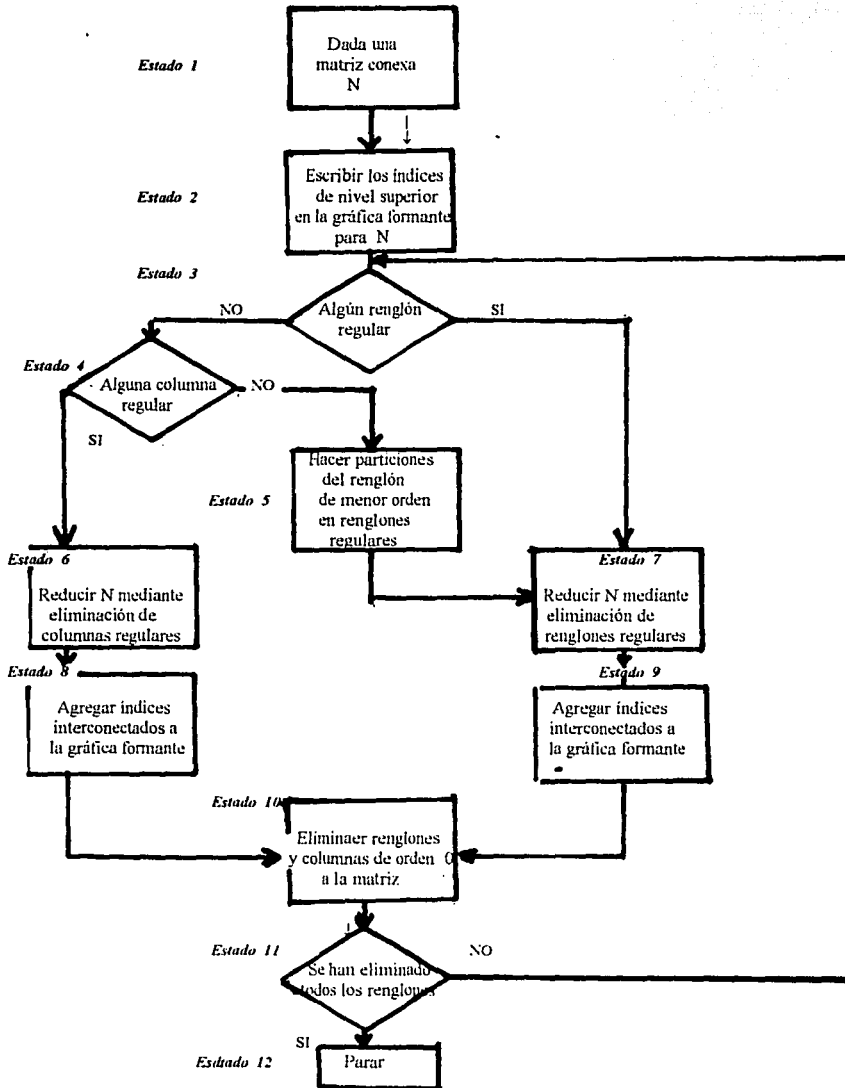 Dada una
Estado 1
matriz conexa
N
Escribir los índices
Estado 2
de nivel superior
en la gráfica formante
para N
Estado 3
NO
Algún renglón
SI
regular
Estado 4
Alguna columna
NO
regular
SI
Hacer particiones
del renglón
Estado 5
de menor orden
en renglones
regulares
Estado 6
Estado 7
Reducir N mediante
eliminación de
columnas regulares
Reducir N mediante
eliminación de
renglones regulares
Estado 8
Estado 9
Agregar índices
interconectados a
la gráfica formante
Agregar índices
interconectados a
la gráfica formante
Estado 10
Eliminaer renglones
y columnas de orden 0
a la matriz
Estado 11
NO
Se han eliminado
todos los renglones
SI
Esdtado 12
Parar